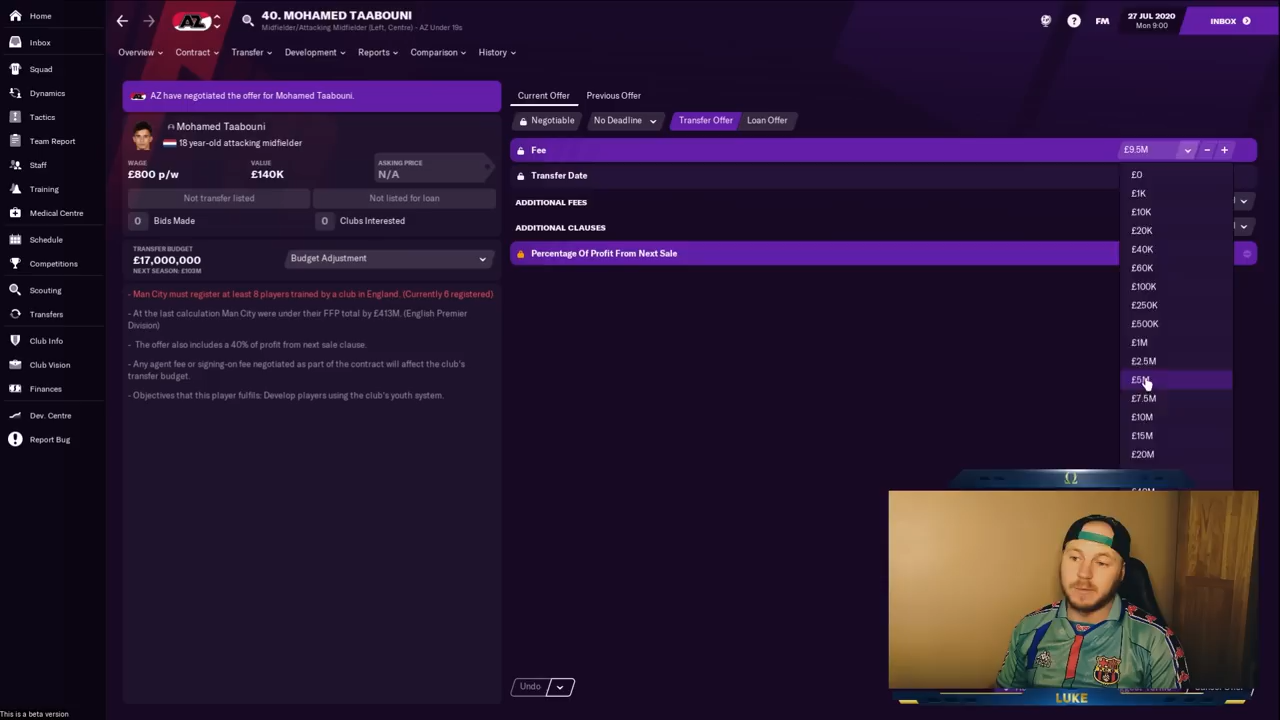 Home
Inbox
Squad
Dynamics
Tactics
Team Report
Staff
Training
Medical Centre
Schedule
Competitions
Scouting
Transfers
Club Info
Club Vision
Finances
Dev. Centre
Report Bug
This is a beta version
AZ
40. MOHAMED TAABOUNI
Midfielder/Attacking Midfielder (Left, Centre) - AZ Under 19s
FM
27 JUL 2020
Mon 9:00
INBOX
Overview
Contract
Transfer
Development
Reports
Comparison
History
AZ have negotiated the offer for Mohamed Taabouni.
Mohamed Taabouni
18 year-old attacking midfielder
WAGE
£800 p/w
VALUE
£140K
ASKING PRICE
N/A
Not transfer listed
Not listed for loan
0 Bids Made
0 Clubs Interested
TRANSFER BUDGET
£17,000,000
NEXT SEASON: £103M
Budget Adjustment
- Man City must register at least 8 players trained by a club in England. (Currently 6 registered)
- At the last calculation Man City were under their FFP total by £413M. (English Premier
Division)
- The offer also includes a 40% of profit from next sale clause.
- Any agent fee or signing-on fee negotiated as part of the contract will affect the club's
transfer budget.
- Objectives that this player fulfils: Develop players using the club's youth system.
Current Offer
Previous Offer
Negotiable
No Deadline
Transfer Offer
Loan Offer
Fee
£9.5M
Transfer Date
ADDITIONAL FEES
ADDITIONAL CLAUSES
Percentage Of Profit From Next Sale
£0
£1K
£10K
£20K
£40K
£60K
£100K
£250K
£500K
£1M
£2.5M
£5M
£7.5M
£10M
£15M
£20M
Undo
LUKE